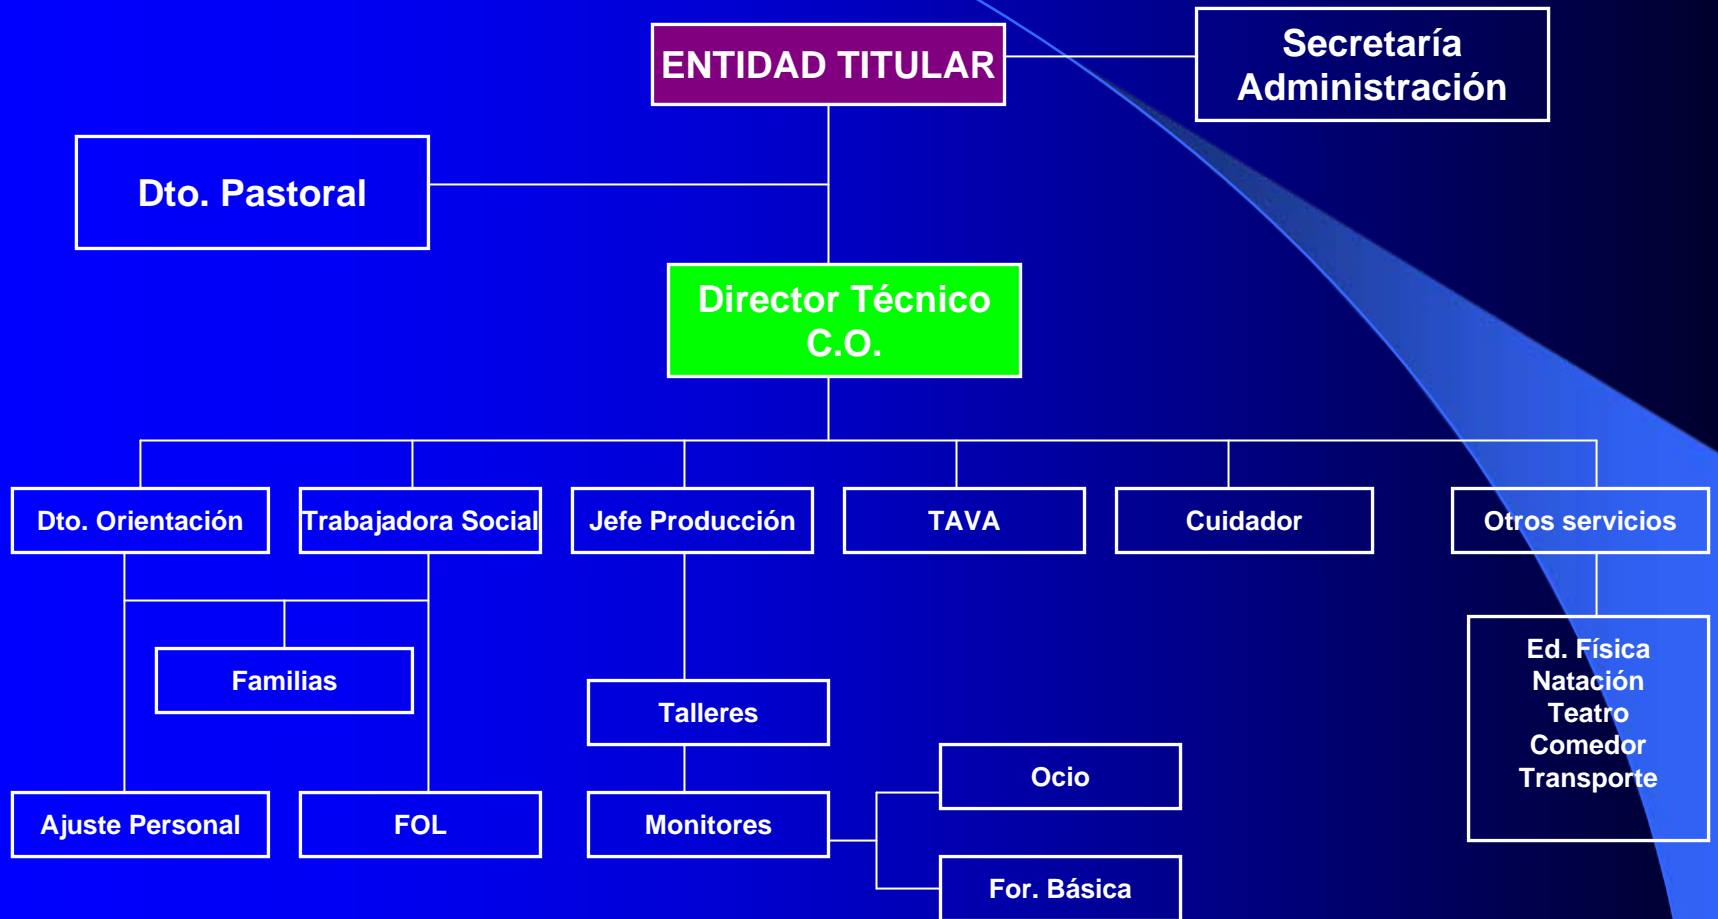 ENTIDAD TITULAR
Secretaría
Administración
Dto. Pastoral
Director Técnico
C.O.
Dto. Orientación
Trabajadora Social
Jefe Producción
TAVA
Cuidador
Otros servicios
Familias
Talleres
Ed. Física
Natación
Teatro
Comedor
Transporte
Ocio
Ajuste Personal
FOL
Monitores
For. Básica